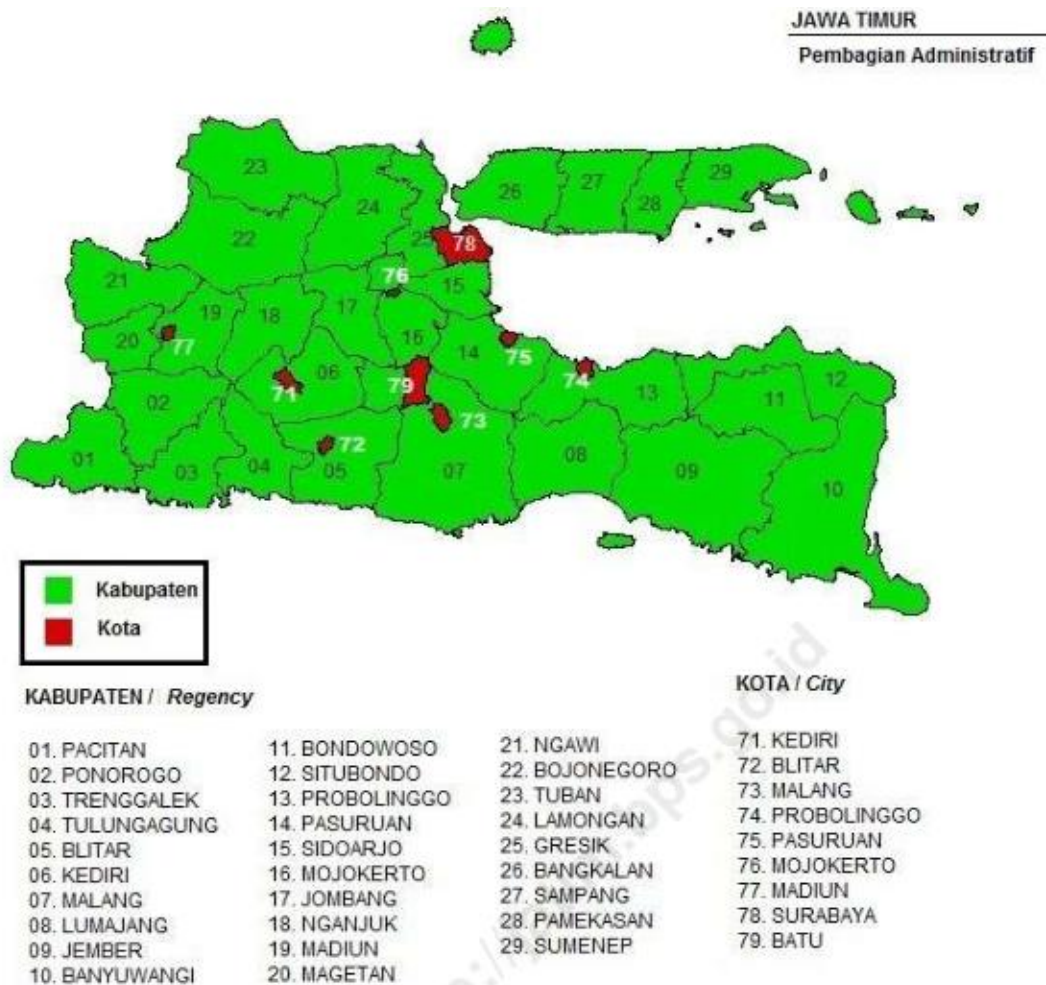 JAWA TIMUR
Pembagian Administratif
23
24
26
27
28
29
22
25
78
21
76
15
19
18
17
20
77
16
14
75
74
13
12
11
06
79
71
73
02
72
01
03
04
05
07
08
09
10
Kabupaten
Kota
KABUPATEN / Regency
01. PACITAN
02. PONOROGO
03. TRENGGALEK
04. TULUNGAGUNG
05. BLITAR
06. KEDIRI
07. MALANG
08. LUMAJANG
09. JEMBER
10. BANYUWANGI
11. BONDOWOSO
12. SITUBONDO
13. PROBOLINGGO
14. PASURUAN
15. SIDOARJO
16. MOJOKERTO
17. JOMBANG
18. NGANJUK
19. MADIUN
20. MAGETAN
21. NGAWI
22. BOJONEGORO
23. TUBAN
24. LAMONGAN
25. GRESIK
26. BANGKALAN
27. SAMPANG
28. PAMEKASAN
29. SUMENEP
KOTA / City
71. KEDIRI
72. BLITAR
73. MALANG
74. PROBOLINGGO
75. PASURUAN
76. MOJOKERTO
77. MADIUN
78. SURABAYA
79. BATU